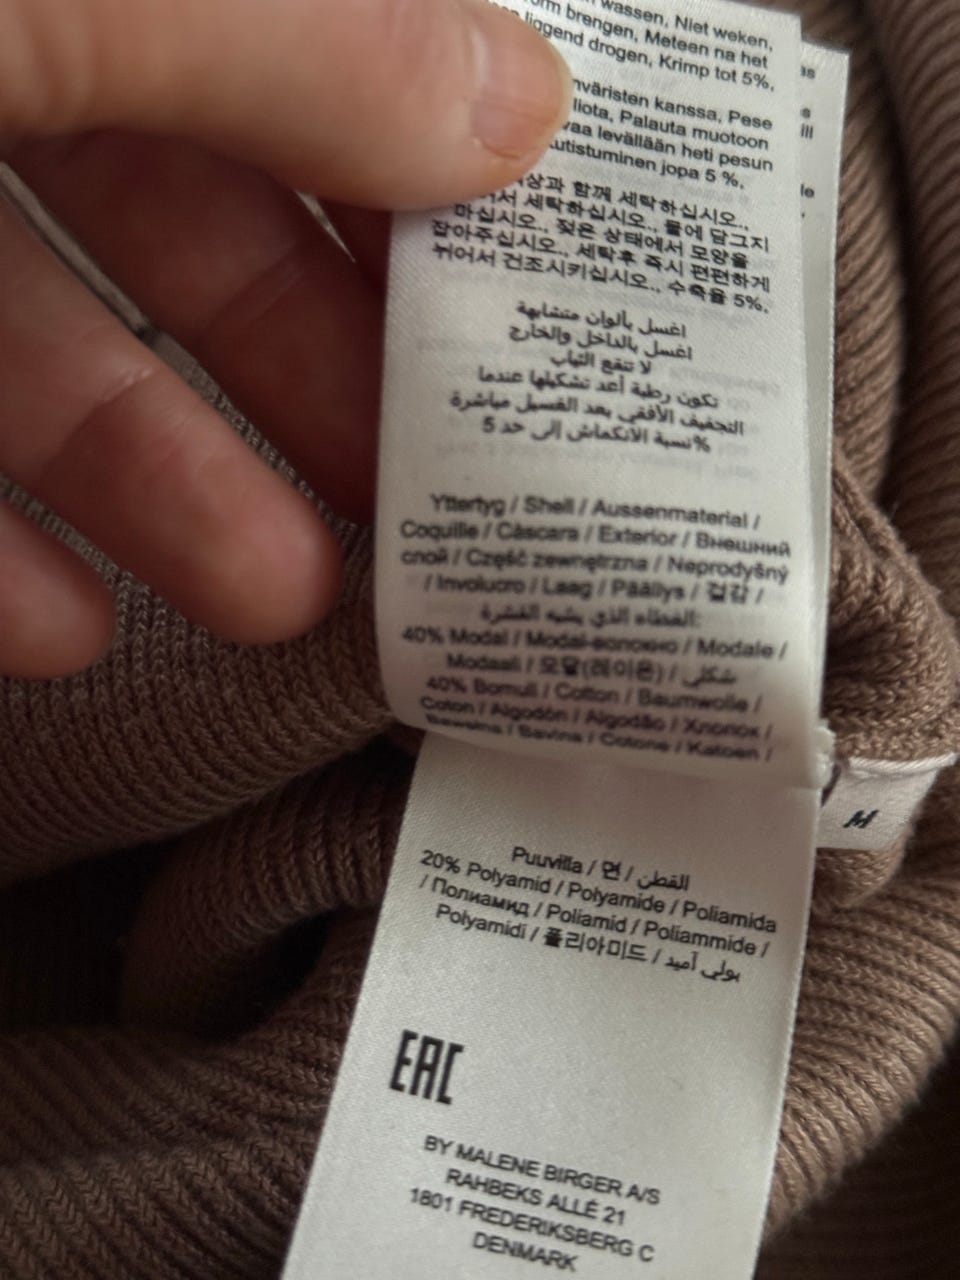 wassen, Niet weken,
orm brengen, Meteen na het
liggend drogen, Krimp tot 5%,
kanssa, Pese
Palauta muotoon
levällään heti pesun
kutistuminen jopa 5 %,
함께 세탁하십시오.,
세탁하십시오., 물에 담그지
마십시오., 젖은 상태에서 모양을
잡아주십시오., 세탁후 즉시 편편하게
뉘어서 건조시키십시오., 수축율 5%,
اغسل بألوان متشابهة
اغسل بالداخل والخارج
لا تنقع الثياب
تكون رطبة أعد تشكيلها عندما
التجفيف الأفقي بعد الغسيل مباشرة
%نسبة الانكماش إلى حد 5
Yttertyg / Shell / Aussenmaterial /
Coquille / Cáscara / Exterior / Внешний
слой / Część zewnętrzna / Neprodyšný
/ Involucro / Laag / Päällys / 겉감 /
الغطاء الذي يشبه القشرة:
40% Modal / Modal-волокно / Modale /
Modaali / 모달(레이온) / شكلي
40% Bomull / Cotton / Baumwolle /
Coton / Algodón / Algodão / Хлопок /
Bawełna / Bavlna / Cotone / Katoen /
Puuvilla / 면 / القطن
20% Polyamid / Polyamide / Poliamida
/ Полиамид / Poliamid / Poliammide /
Polyamidi / 폴리아미드 / بولي آميد
M
EAC
BY MALENE BIRGER A/S
RAHBEKS ALLÉ 21
1801 FREDERIKSBERG C
DENMARK